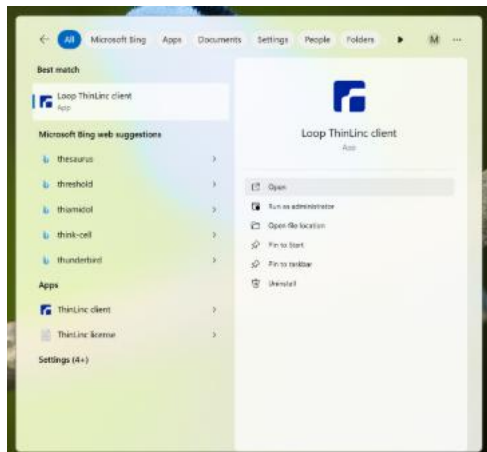 All Microsoft Bing Apps Documents Settings People Folders M ...
Best match
Loop ThinLinc client
App
Microsoft Bing web suggestions
thesaurus
threshold
thiamidol
think-cell
thunderbird
Apps
ThinLinc client
ThinLinc license
Settings (4+)
Loop ThinLinc client
App
Open
Run as administrator
Open file location
Pin to Start
Pin to taskbar
Uninstall